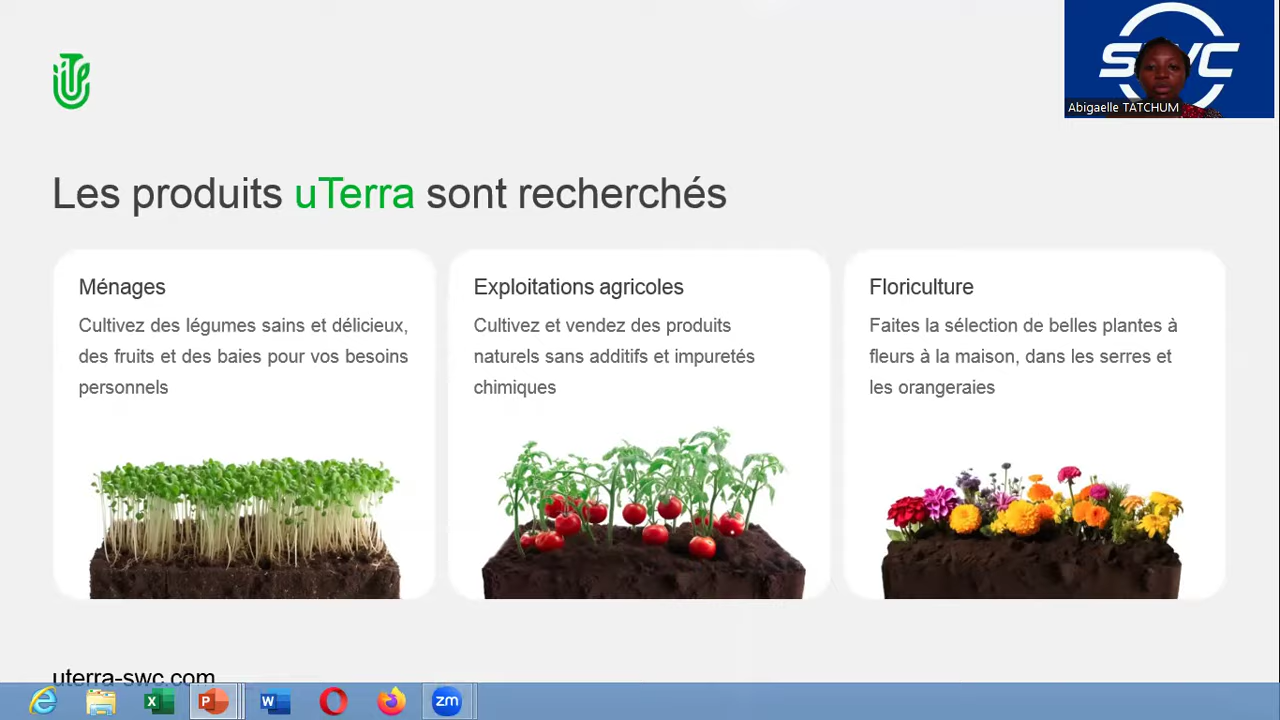 SWC
Abigaelle TATCHUM
Les produits uTerra sont recherchés
Ménages
Cultivez des légumes sains et délicieux,
des fruits et des baies pour vos besoins
personnels
Exploitations agricoles
Cultivez et vendez des produits
naturels sans additifs et impuretés
chimiques
Floriculture
Faites la sélection de belles plantes à
fleurs à la maison, dans les serres et
les orangeraies
uterra-swc.com
zm